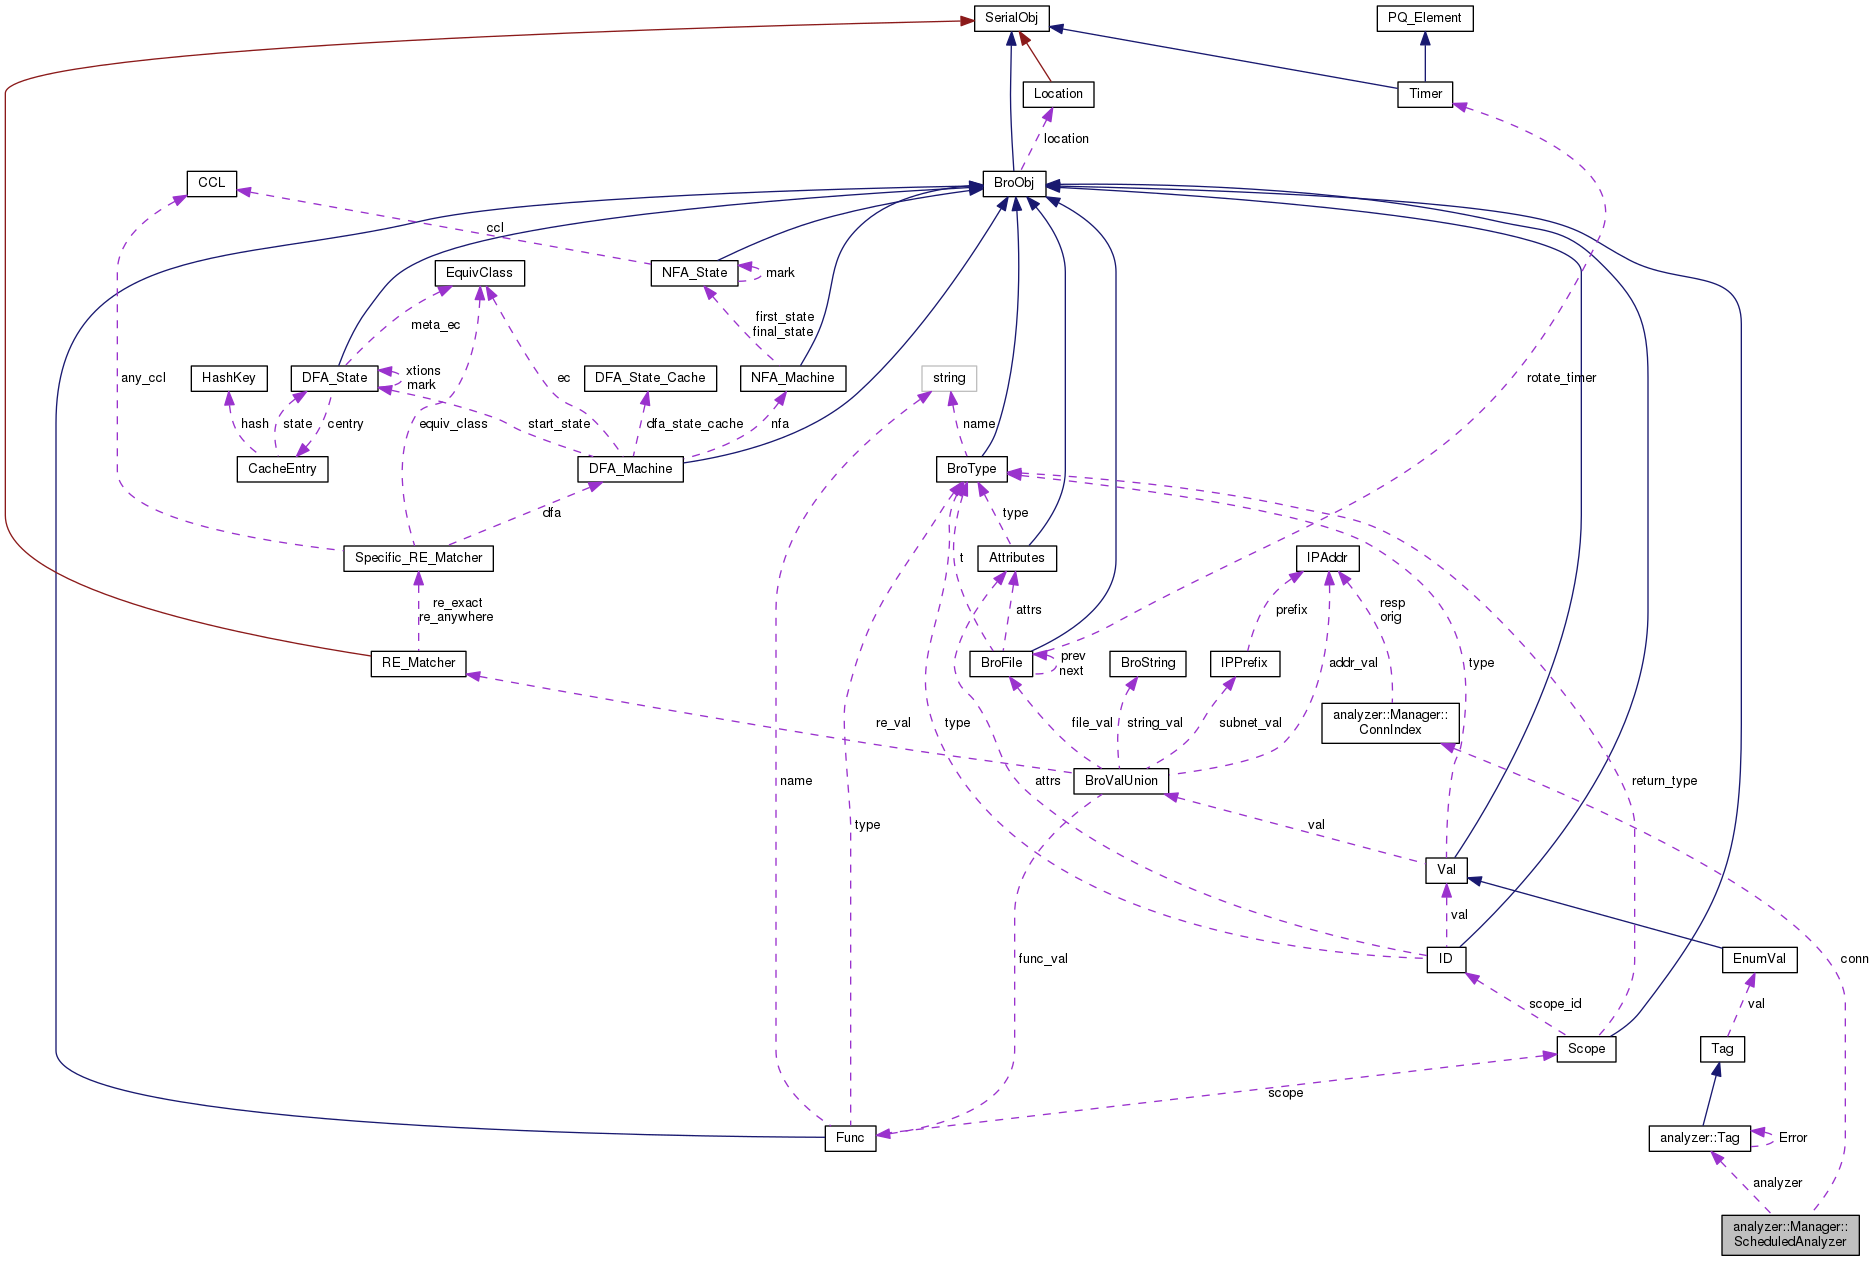 SerialObj
PQ_Element
Location
Timer
location
CCL
BroObj
ccl
EquivClass
NFA_State
mark
meta_ec
first_state
final_state
HashKey
DFA_State
xtions
mark
any_ccl
ec
DFA_State_Cache
NFA_Machine
string
rotate_timer
hash
state
centry
equiv_class
start_state
dfa_state_cache
nfa
name
CacheEntry
DFA_Machine
BroType
dfa
type
Specific_RE_Matcher
t
Attributes
IPAddr
re_exact
re_anywhere
attrs
prefix
resp
orig
RE_Matcher
BroFile
prev
next
BroString
IPPrefix
addr_val
type
analyzer::Manager::
ConnIndex
re_val
type
file_val
string_val
subnet_val
name
attrs
BroValUnion
return_type
type
val
Val
val
func_val
ID
EnumVal
conn
scope_id
val
Scope
Tag
scope
Func
analyzer::Tag
Error
analyzer
analyzer::Manager::
ScheduledAnalyzer